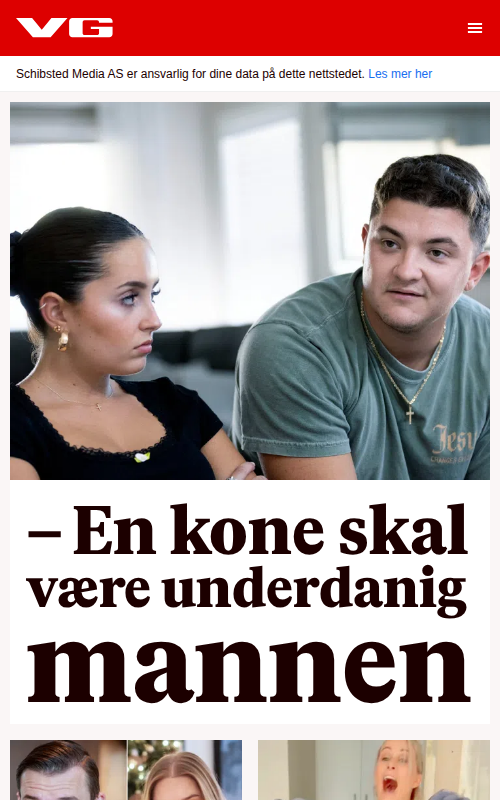 VG
Schibsted Media AS er ansvarlig for dine data på dette nettstedet. Les mer her
Jesu
– En kone skal
være underdanig
mannen